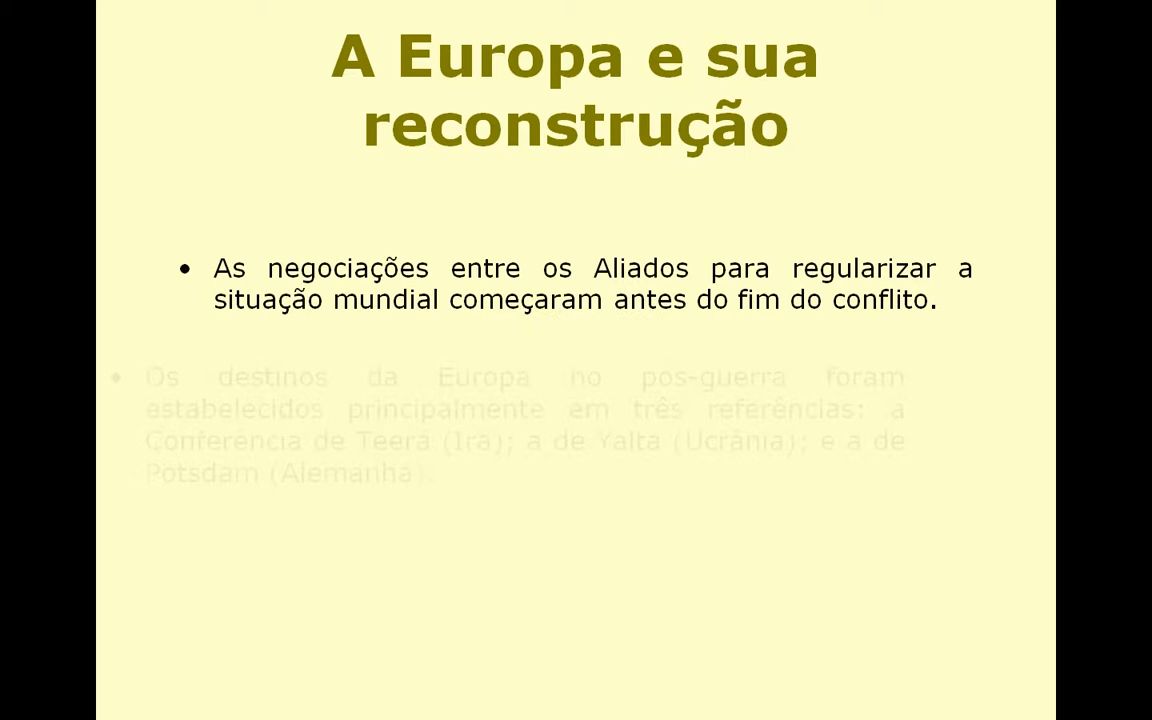 A Europa e sua
reconstrução
• As negociações entre os Aliados para regularizar a
situação mundial começaram antes do fim do conflito.
• Os destinos da Europa no pós-guerra foram
estabelecidos principalmente em três referências: a
Conferência de Teerã (Irã); a de Yalta (Ucrânia); e a de
Potsdam (Alemanha).